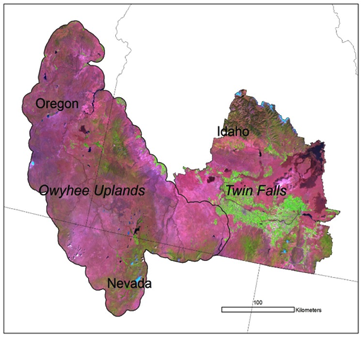 Oregon
Idaho
Owyhee Uplands
Twin Falls
Nevada
100
Kilometers